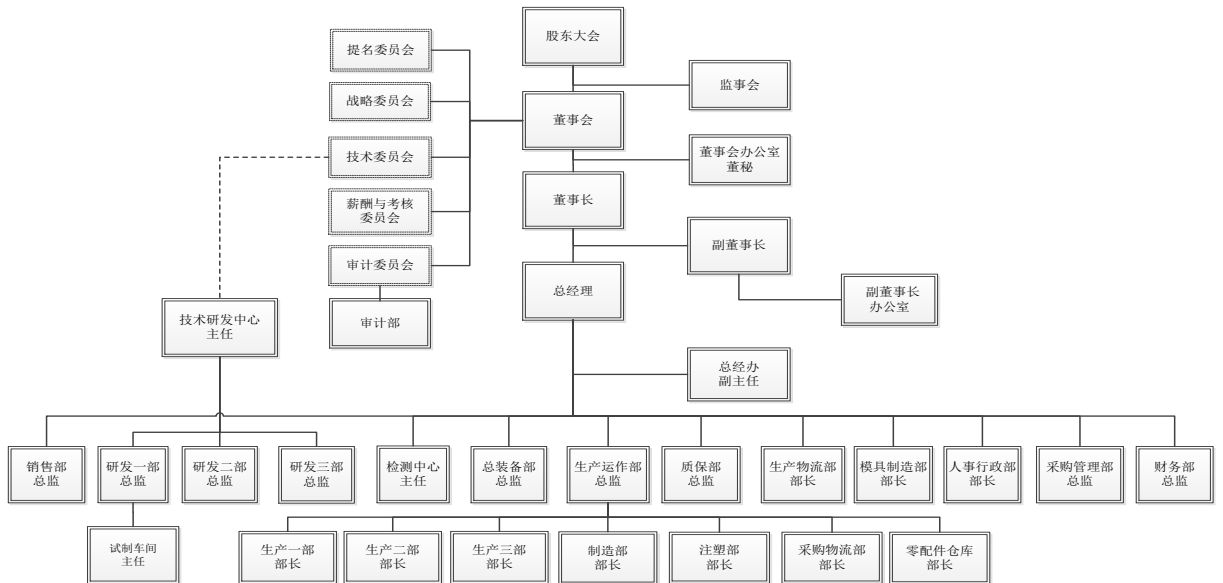 股东大会
提名委员会
监事会
战略委员会
董事会
技术委员会
董事会办公室
董秘
薪酬与考核
委员会
董事长
副董事长
审计委员会
总经理
副董事长
办公室
技术研发中心
主任
审计部
总经办
副主任
销售部
总监
研发一部
总监
研发二部
总监
研发三部
总监
检测中心
主任
总装备部
总监
生产运作部
总监
质保部
总监
生产物流部
部长
模具制造部
部长
人事行政部
部长
采购管理部
总监
财务部
总监
试制车间
主任
生产一部
部长
生产二部
部长
生产三部
部长
制造部
部长
注塑部
部长
采购物流部
部长
零配件仓库
部长